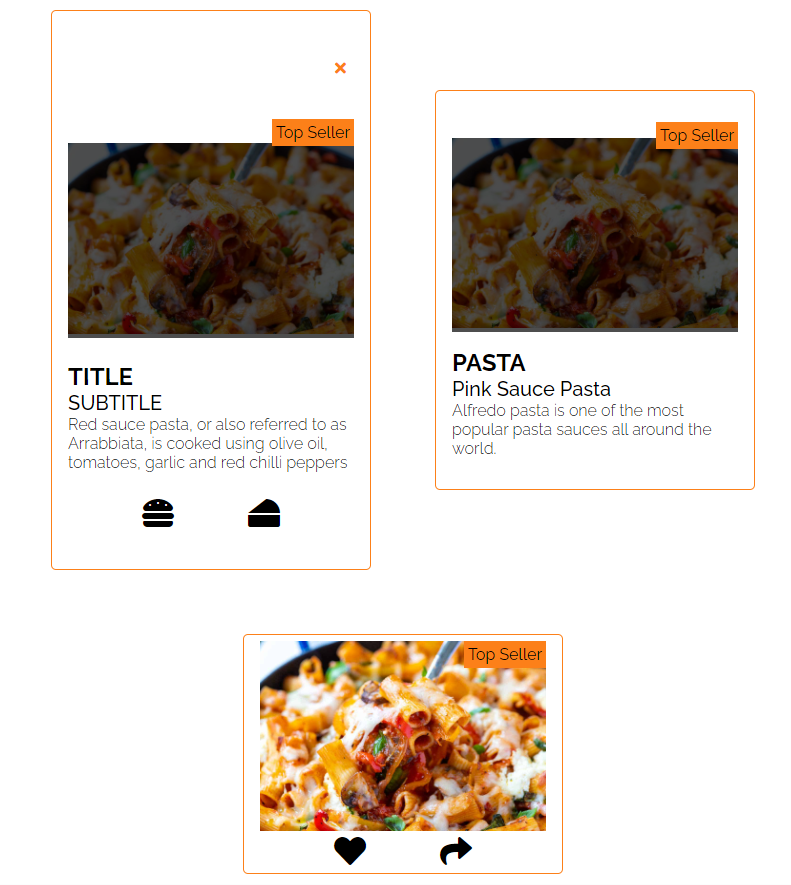 Top Seller
TITLE
SUBTITLE
Red sauce pasta, or also referred to as
Arrabbiata, is cooked using olive oil,
tomatoes, garlic and red chilli peppers
Top Seller
PASTA
Pink Sauce Pasta
Alfredo pasta is one of the most
popular pasta sauces all around the
world.
Top Seller